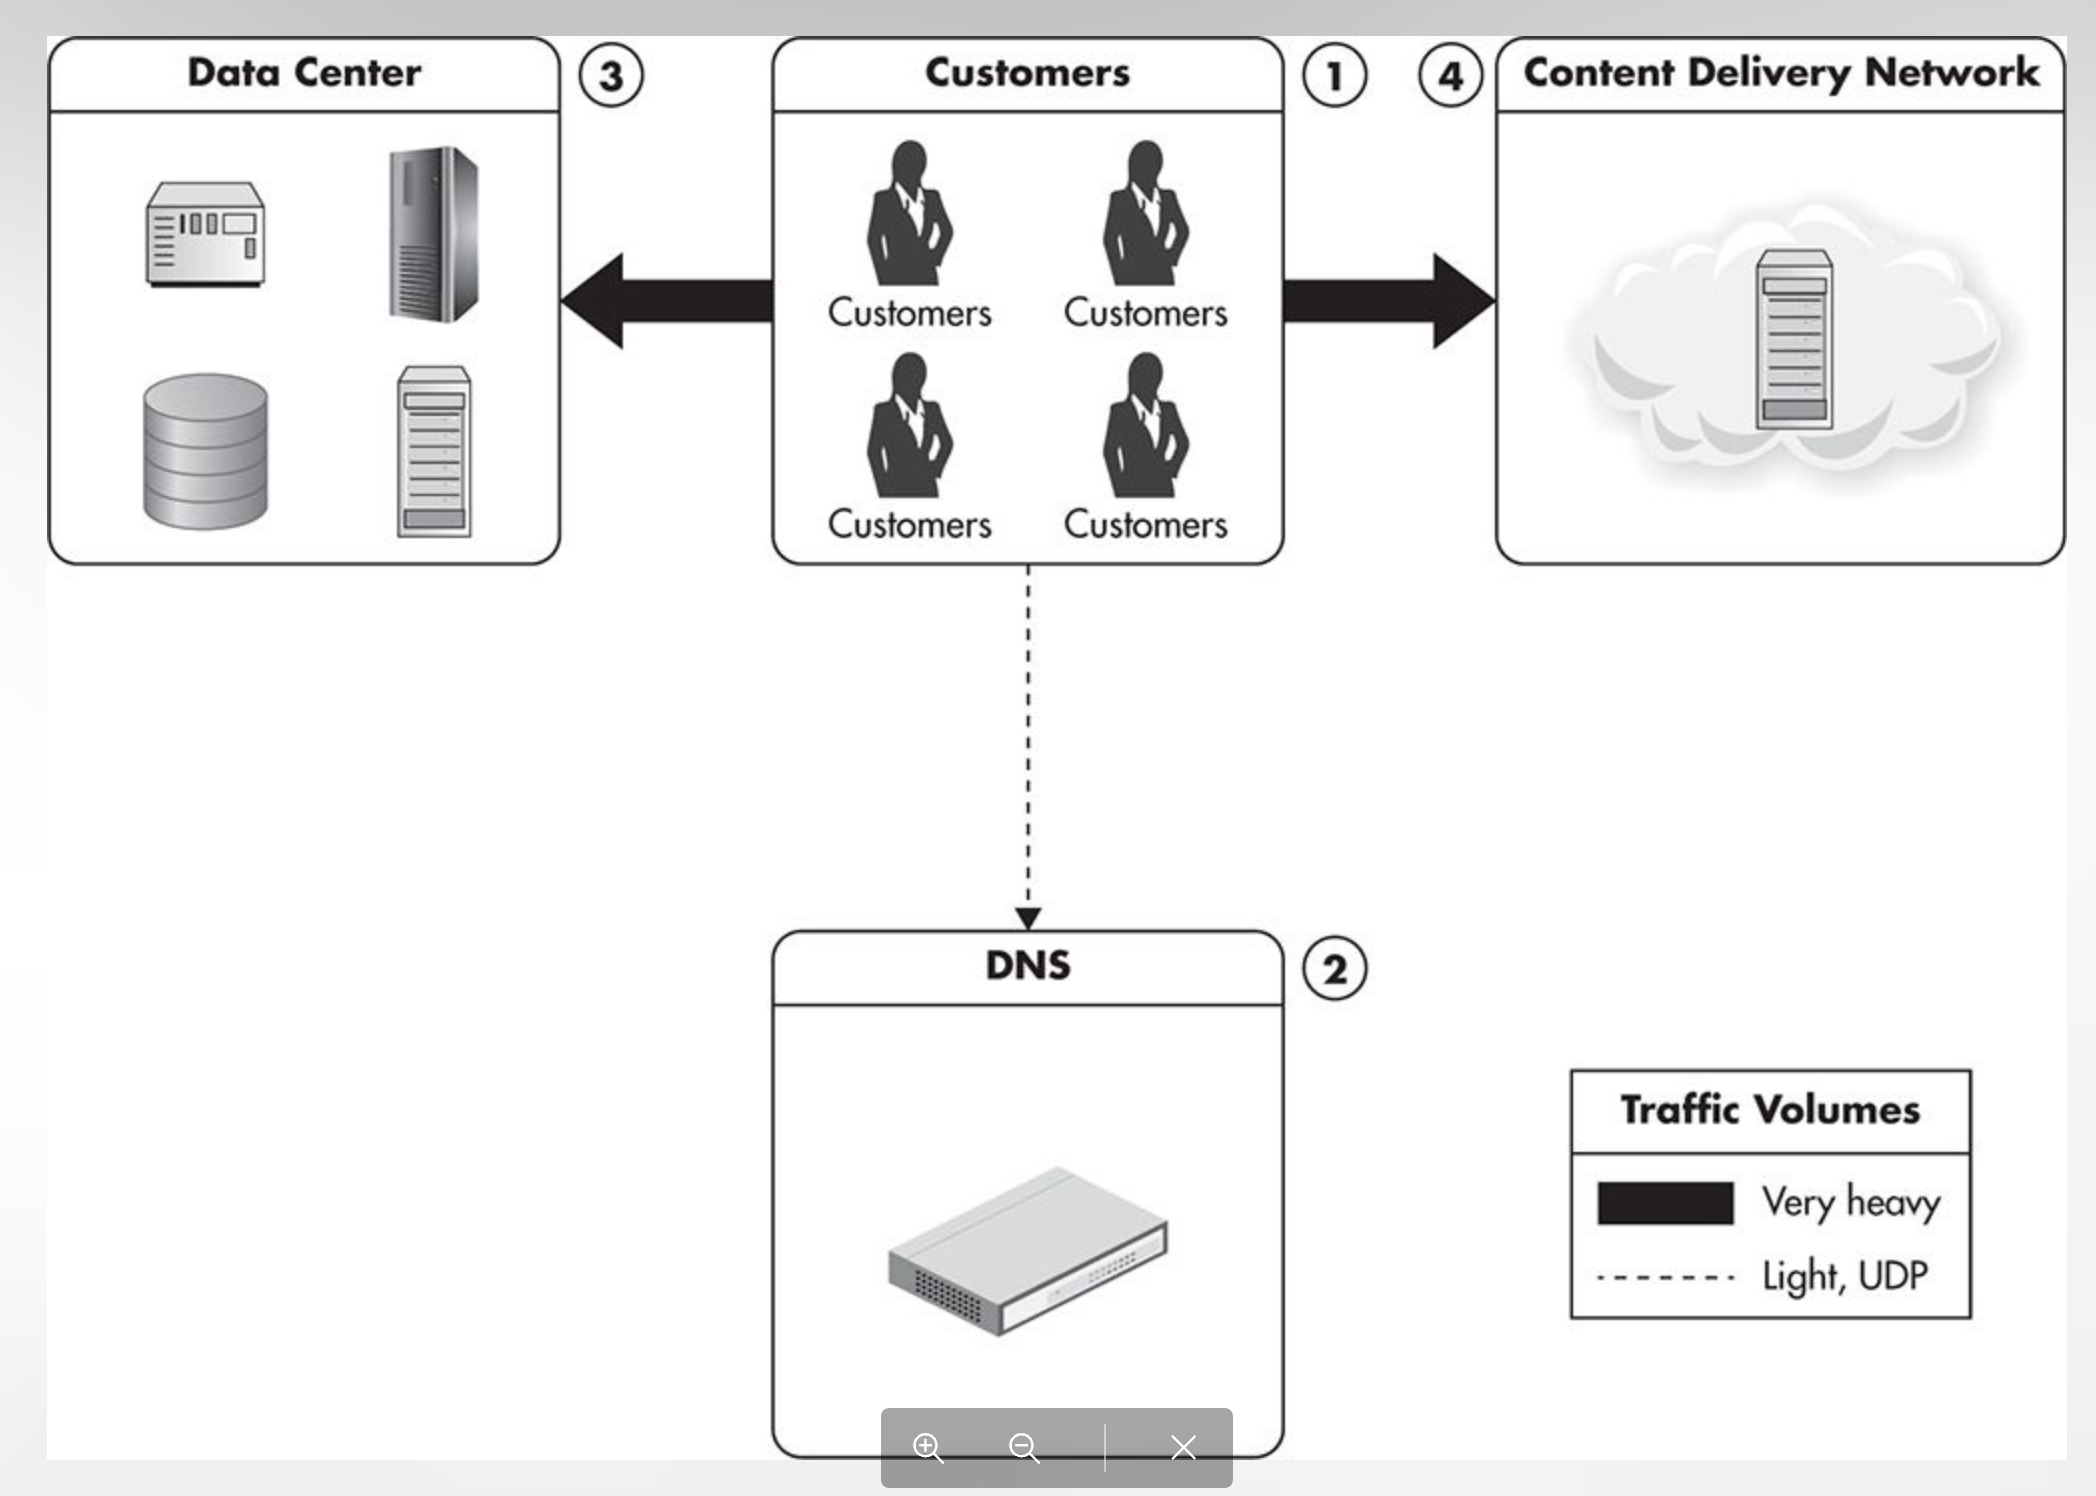 Data Center
3
Customers
1
4
Content Delivery Network
Customers
Customers
Customers
Customers
DNS
2
Traffic Volumes
Very heavy
Light, UDP